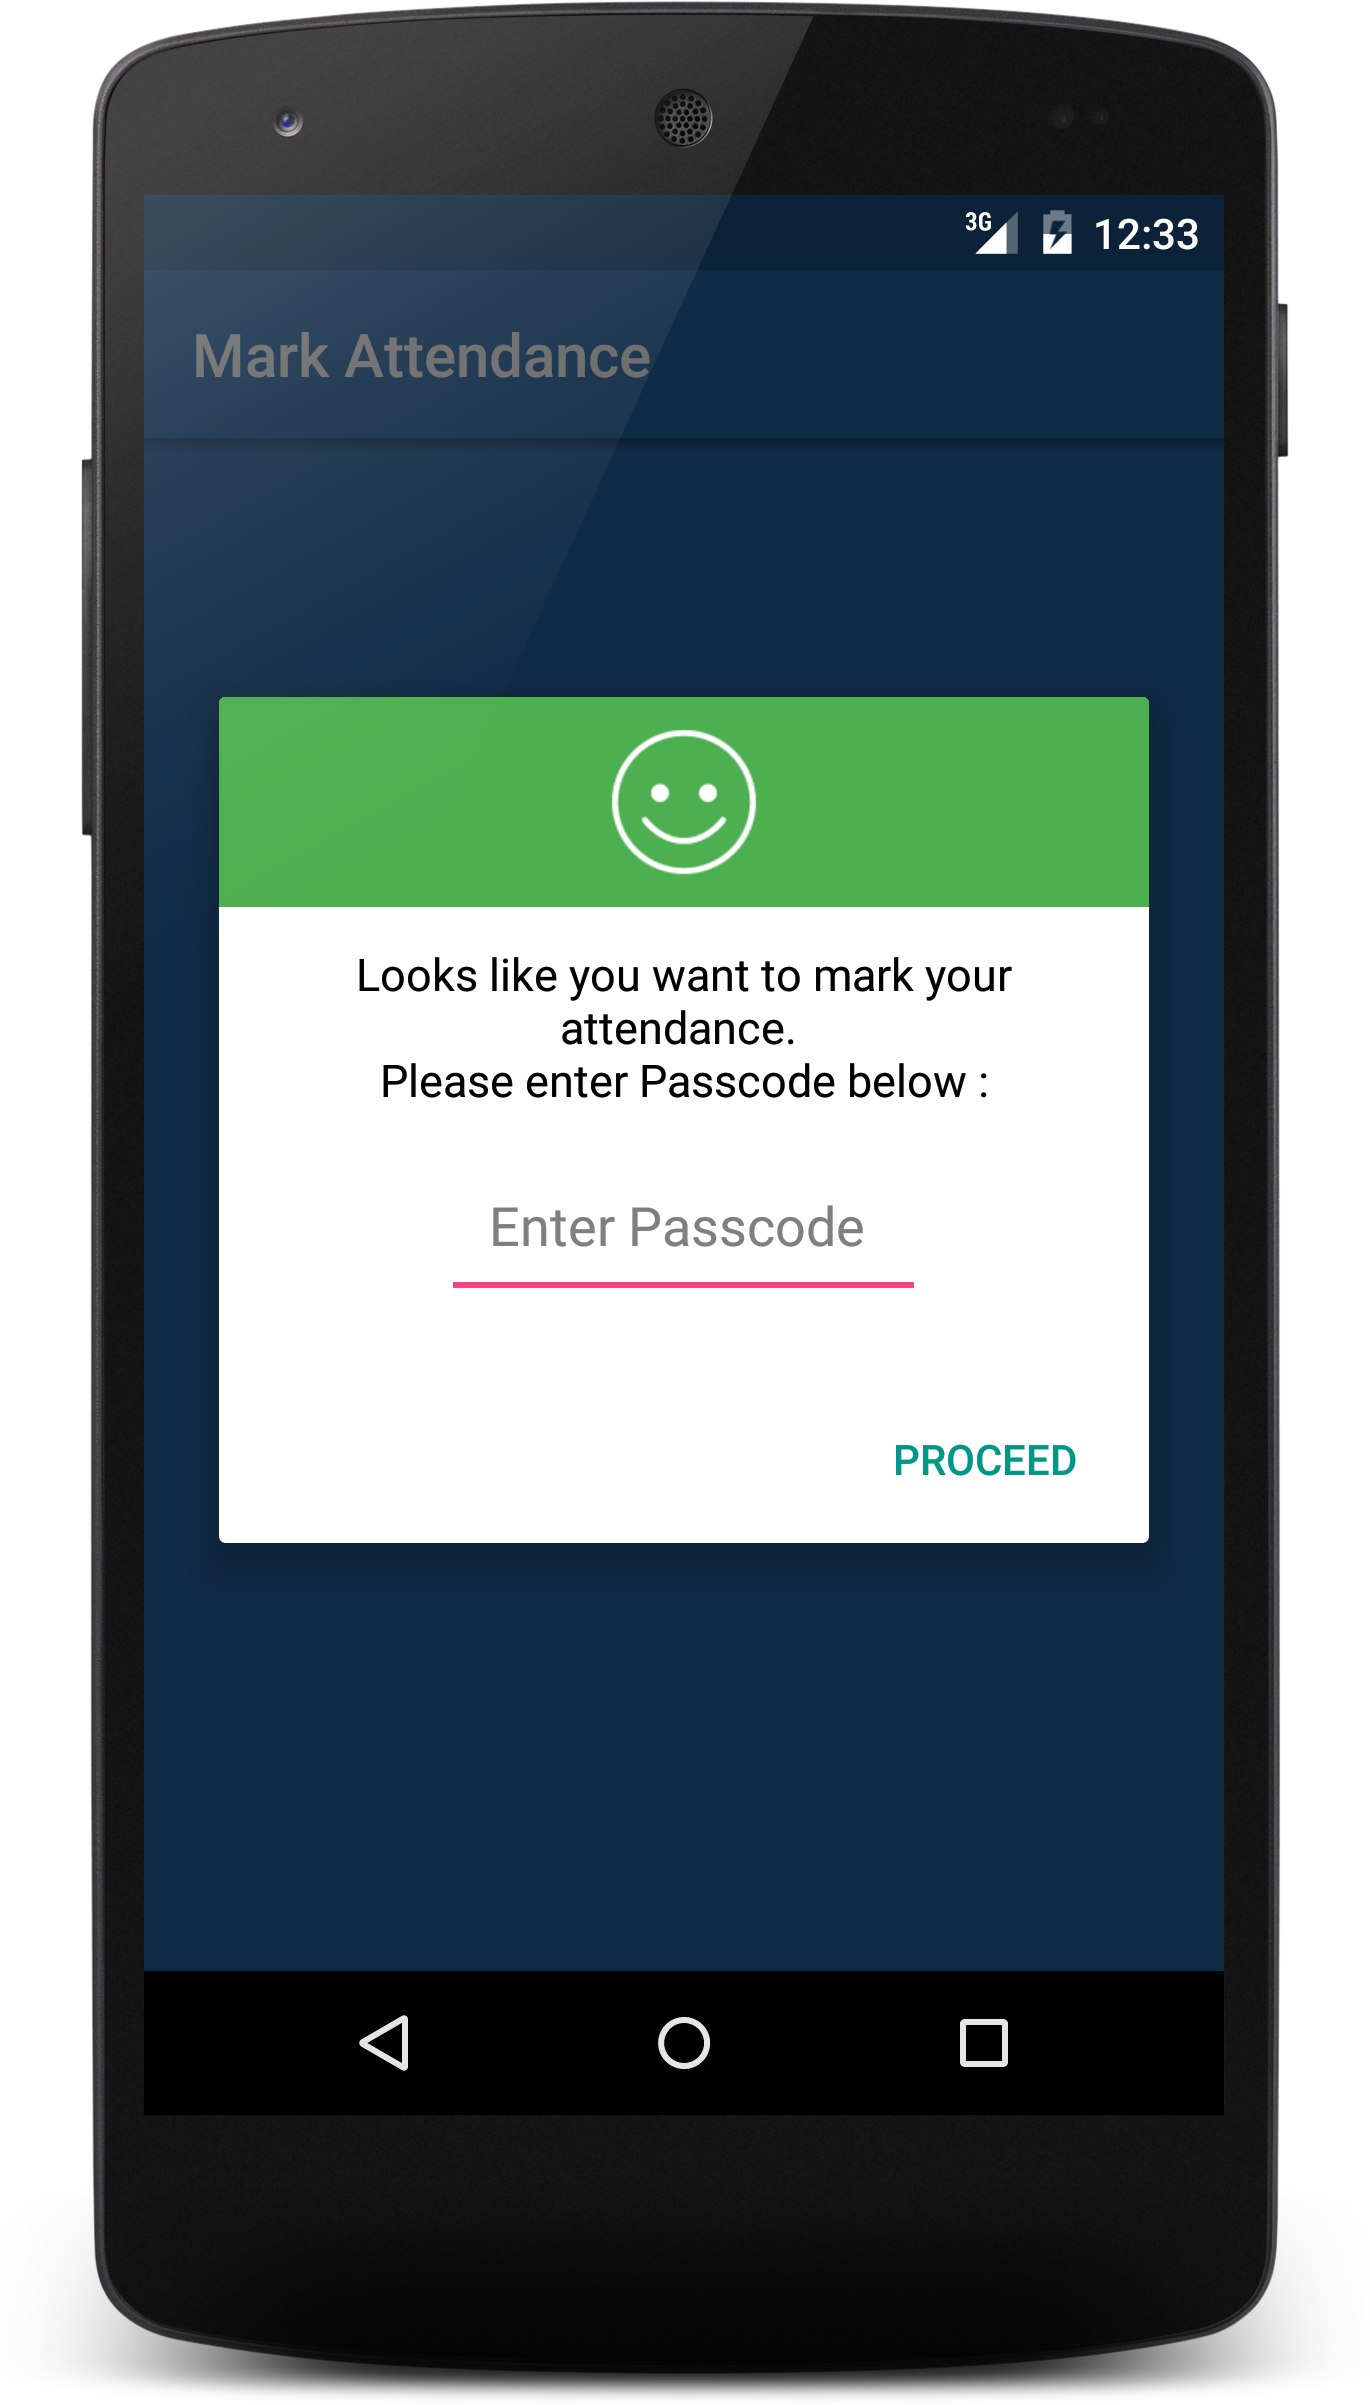 3G 12:33
Mark Attendance
Looks like you want to mark your
attendance.
Please enter Passcode below :
Enter Passcode
PROCEED